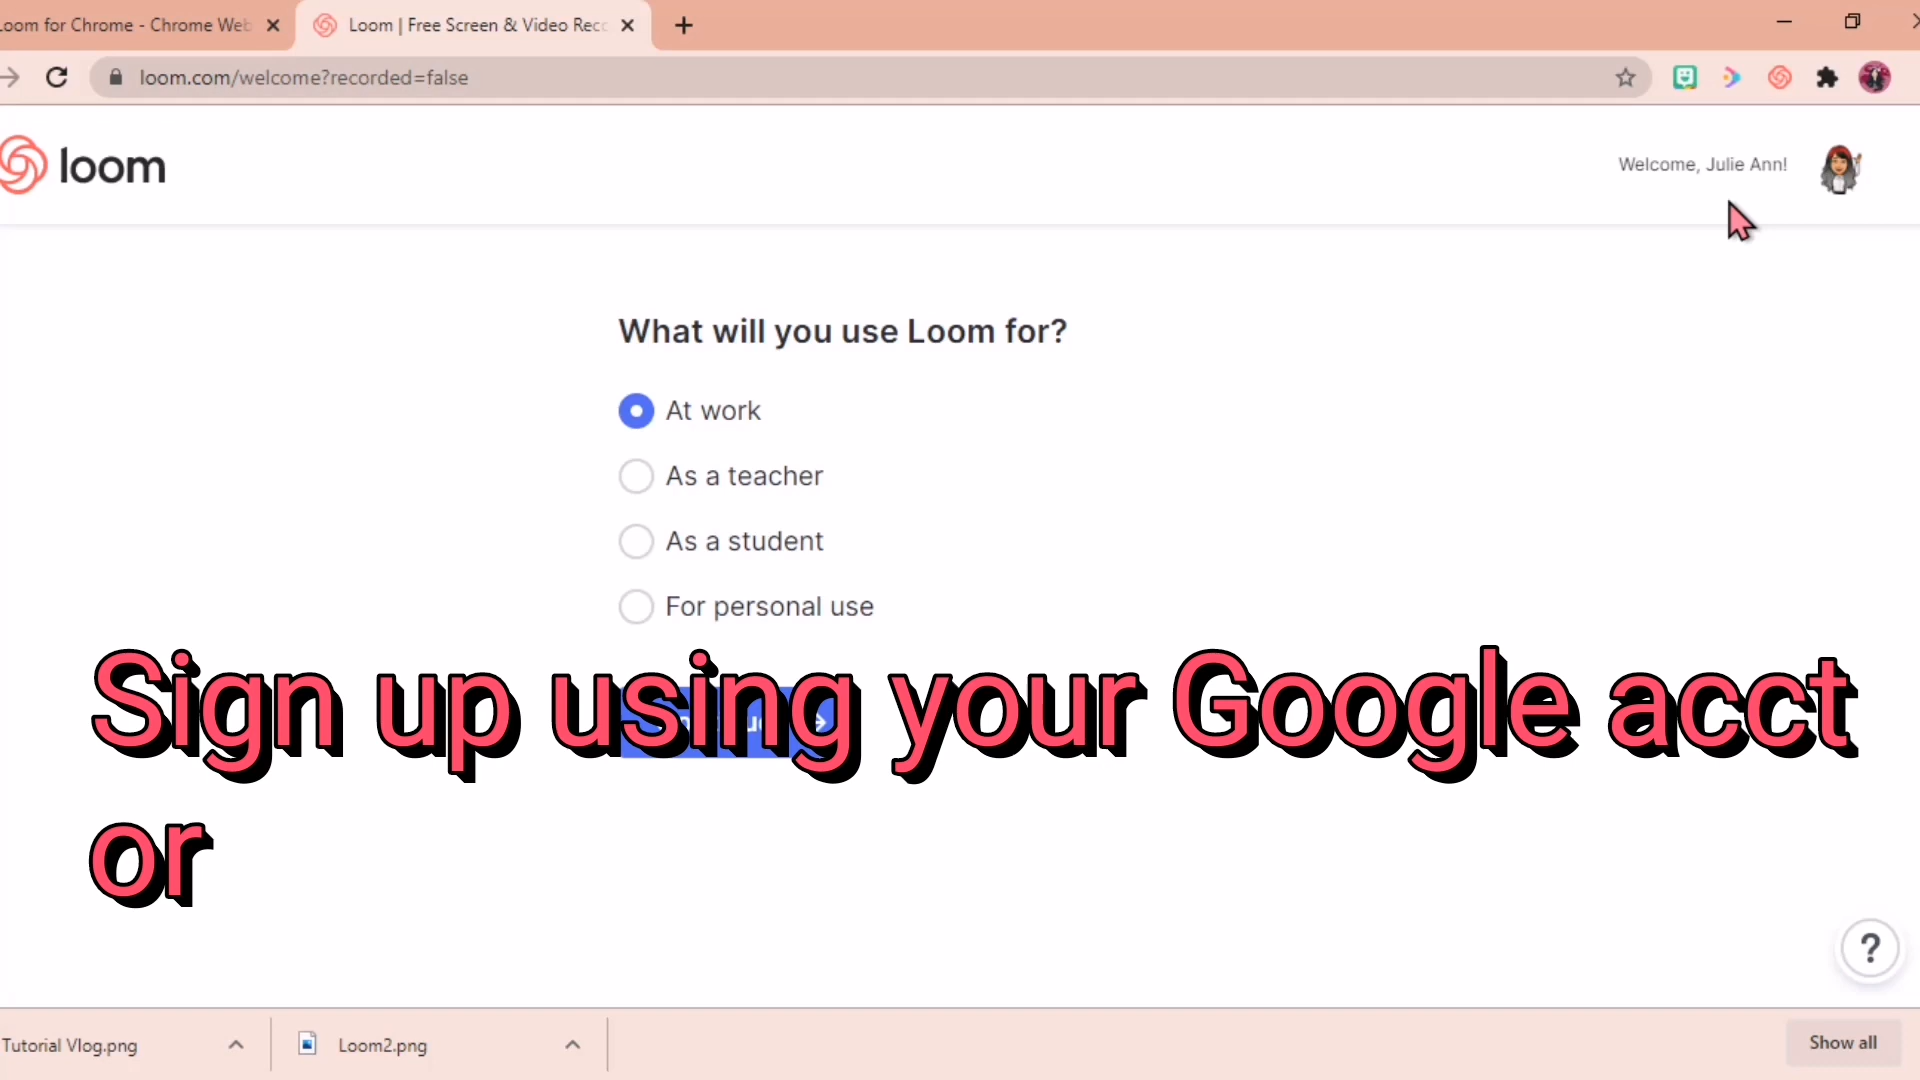 Loom for Chrome - Chrome Web
Loom | Free Screen & Video Reco
loom.com/welcome?recorded=false
loom
Welcome, Julie Ann!
What will you use Loom for?
At work
As a teacher
As a student
For personal use
Sign up using your Google acct
or
?
Tutorial Vlog.png
Loom2.png
Show all